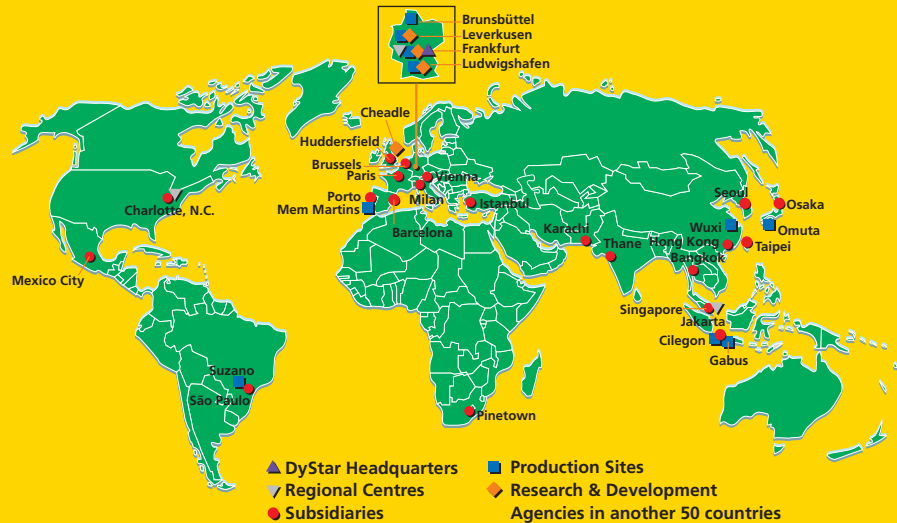 Brunsbüttel
Leverkusen
Frankfurt
Ludwigshafen
Cheadle
Huddersfield
Brussels
Paris
Vienna
Porto
Milan
Istanbul
Mem Martins
Barcelona
Charlotte, N.C.
Mexico City
Seoul
Osaka
Karachi
Wuxi
Omuta
Thane
Hong Kong
Taipei
Bangkok
Singapore
Jakarta
Cilegon
Gabus
Suzano
São Paulo
Pinetown
DyStar Headquarters
Production Sites
Regional Centres
Research & Development
Subsidiaries
Agencies in another 50 countries